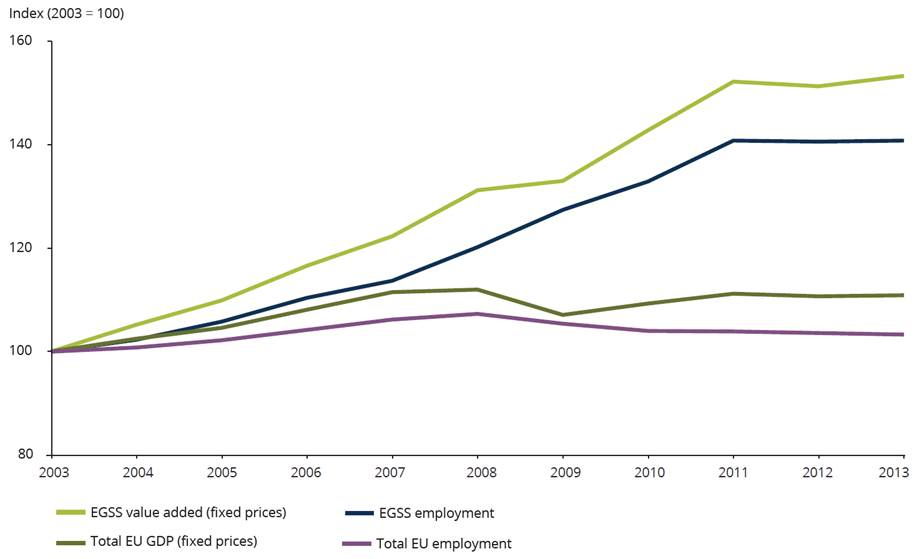 Index (2003 = 100)
160
140
120
100
80
2003 2004 2005 2006 2007 2008 2009 2010 2011 2012 2013
EGSS value added (fixed prices) EGSS employment
Total EU GDP (fixed prices) Total EU employment